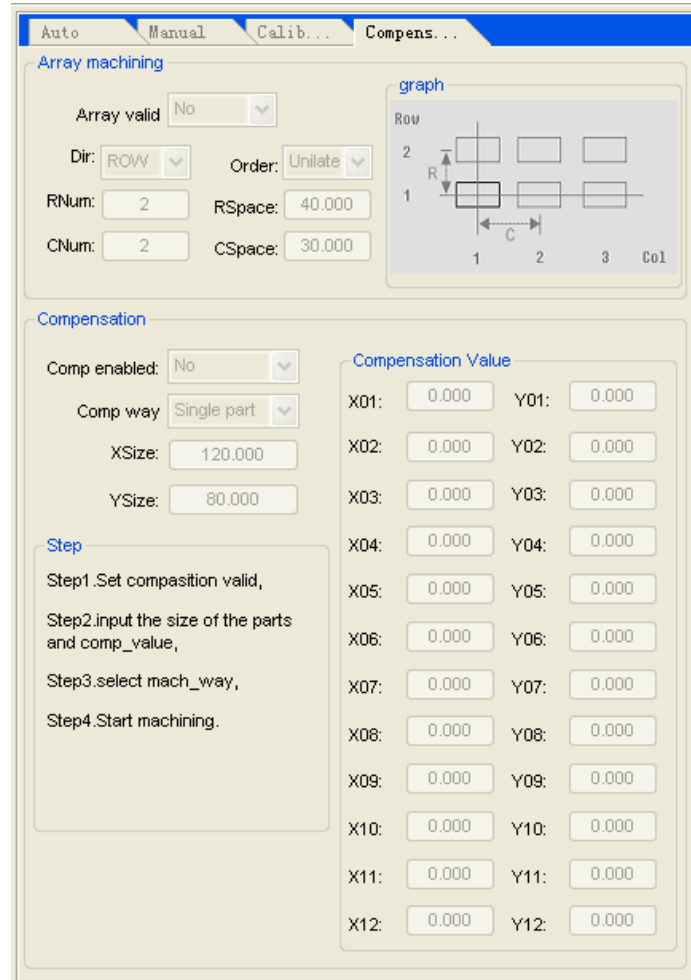 Auto Manual Calib... Compens...
Array machining
Array valid No
Dir: ROW Order: Unilate
RNum: 2 RSpace: 40.000
CNum: 2 CSpace: 30.000
graph
Row
2
R
1
C
1 2 3 Col
Compensation
Comp enabled: No
Comp way Single part
XSize: 120.000
YSize: 80.000
Step
Step1.Set compasition valid,
Step2.input the size of the parts
and comp_value,
Step3.select mach_way,
Step4.Start machining.
Compensation Value
X01: 0.000 Y01: 0.000
X02: 0.000 Y02: 0.000
X03: 0.000 Y03: 0.000
X04: 0.000 Y04: 0.000
X05: 0.000 Y05: 0.000
X06: 0.000 Y06: 0.000
X07: 0.000 Y07: 0.000
X08: 0.000 Y08: 0.000
X09: 0.000 Y09: 0.000
X10: 0.000 Y10: 0.000
X11: 0.000 Y11: 0.000
X12: 0.000 Y12: 0.000